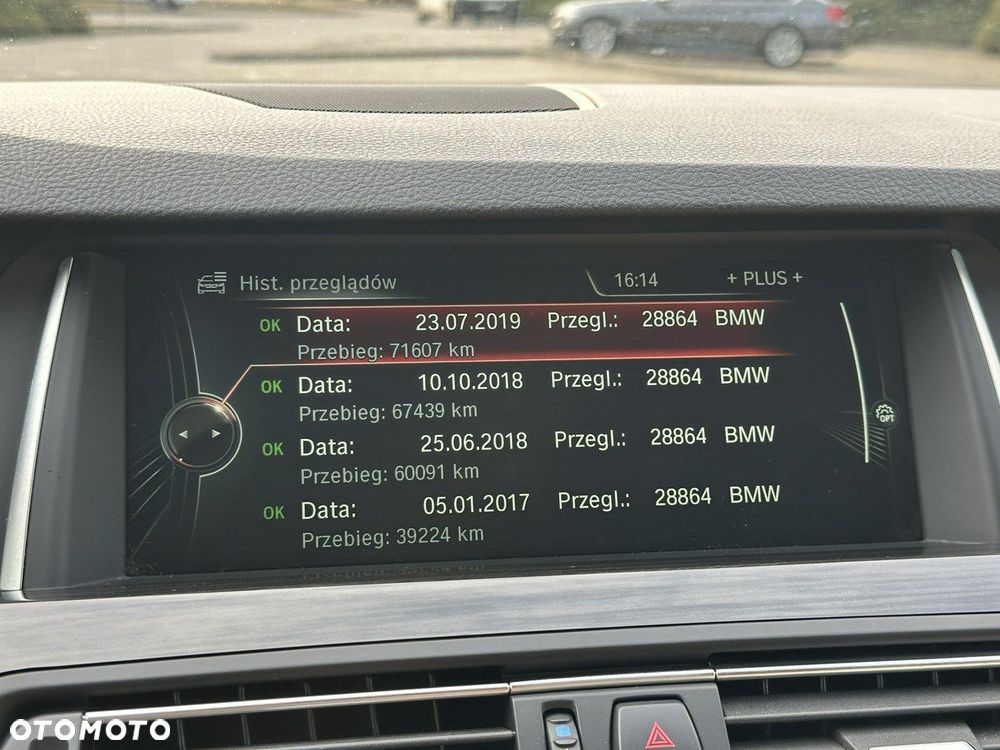 Hist. przeglądów 16:14 + PLUS +
OK Data: 23.07.2019 Przegl.: 28864 BMW
Przebieg: 71607 km
OK Data: 10.10.2018 Przegl.: 28864 BMW
Przebieg: 67439 km
OK Data: 25.06.2018 Przegl.: 28864 BMW
Przebieg: 60091 km
OK Data: 05.01.2017 Przegl.: 28864 BMW
Przebieg: 39224 km
OPT
OTOMOTO